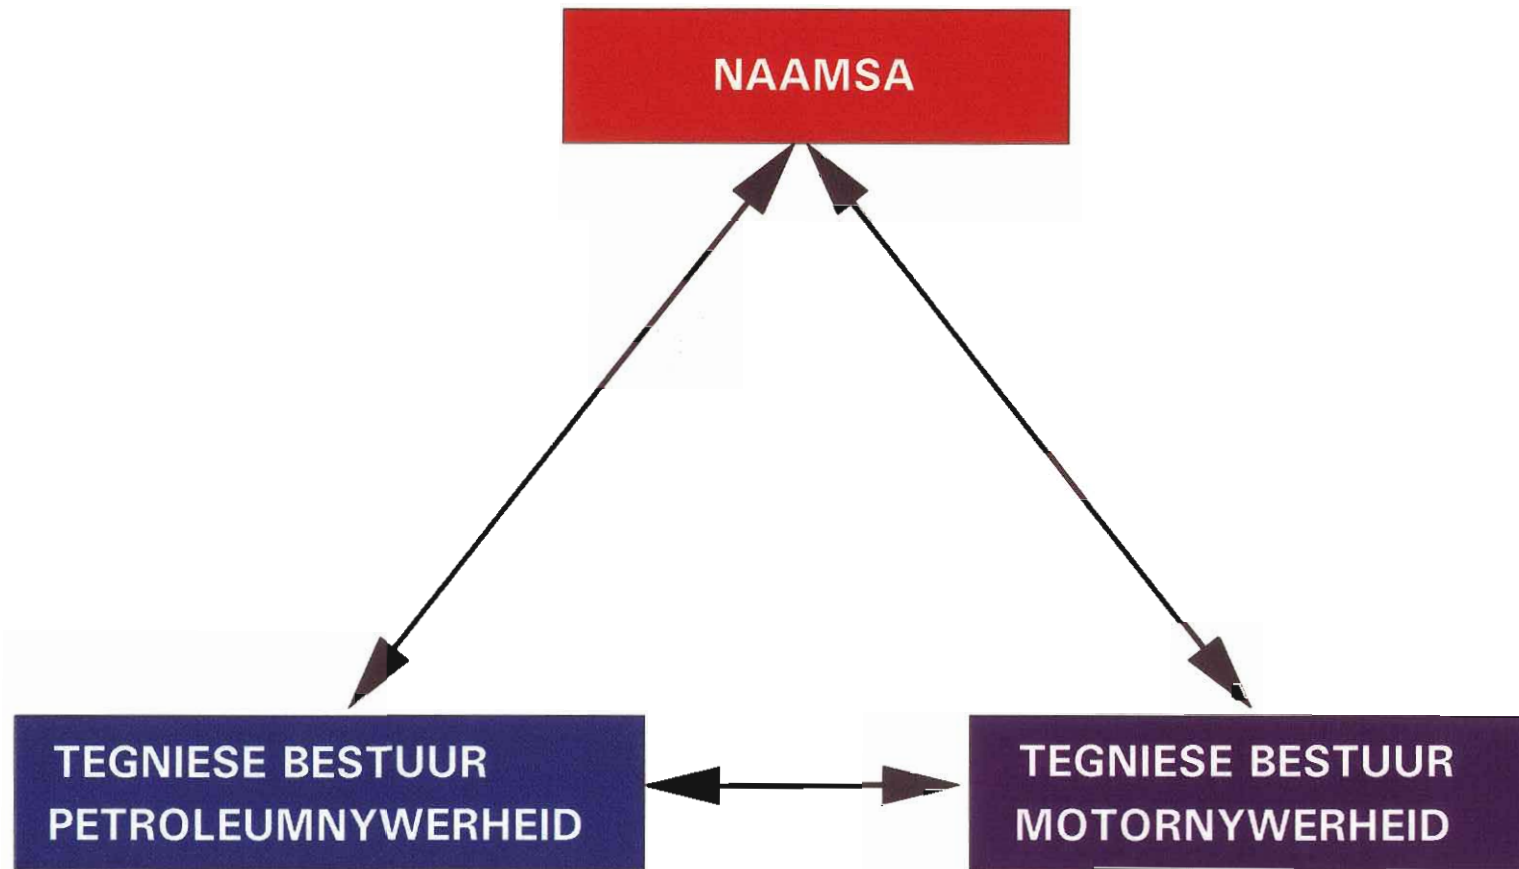 NAAMSA
TEGNIESE BESTUUR
PETROLEUMNYWERHEID
TEGNIESE BESTUUR
MOTORNYWERHEID